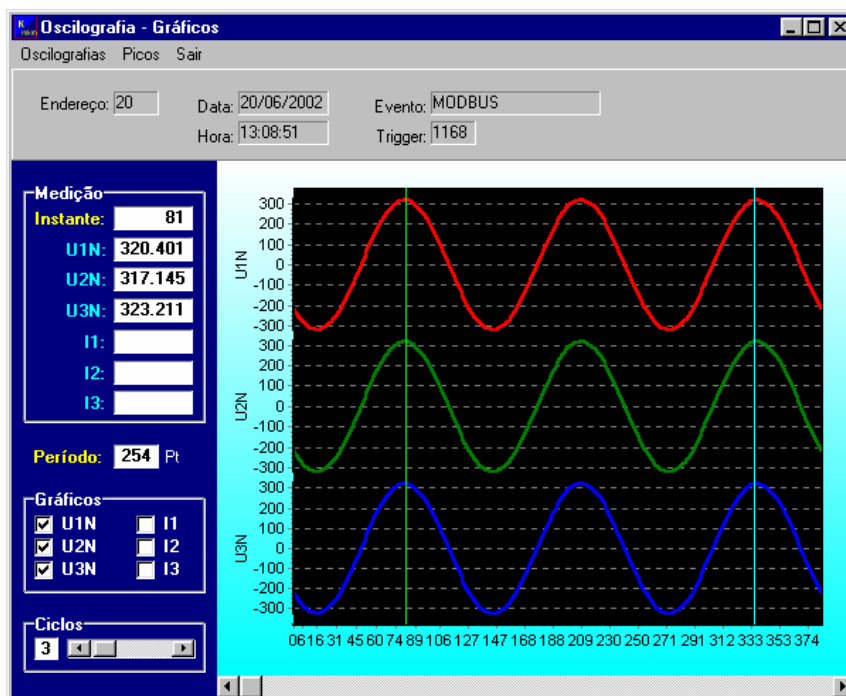 Oscilografia - Gráficos
Oscilografias Picos Sair
Endereço: 20 Data: 20/06/2002 Evento: MODBUS
Hora: 13:08:51 Trigger: 1168
Medição
Instante: 81
U1N: 320.401
U2N: 317.145
U3N: 323.211
I1:
I2:
I3:
Período: 254 Pt
Gráficos
U1N I1
U2N I2
U3N I3
Ciclos
3
U1N
300
200
100
0
-100
-200
-300
U2N
300
200
100
0
-100
-200
-300
U3N
300
200
100
0
-100
-200
-300
06 16 31 45 60 74 89 106 127 147 168 188 209 230 250 271 291 312 333 353 374